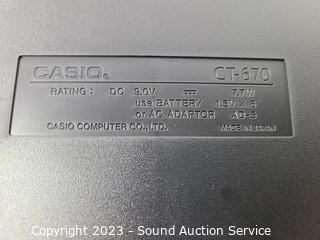 CASIO. CT-670
RATING : DC 9.0V 7.7W
use BATTERY 1.5V x 6
or AC ADAPTOR AD-5
CASIO COMPUTER CO., LTD. MADE IN JAPAN
Copyright 2023 - Sound Auction Service